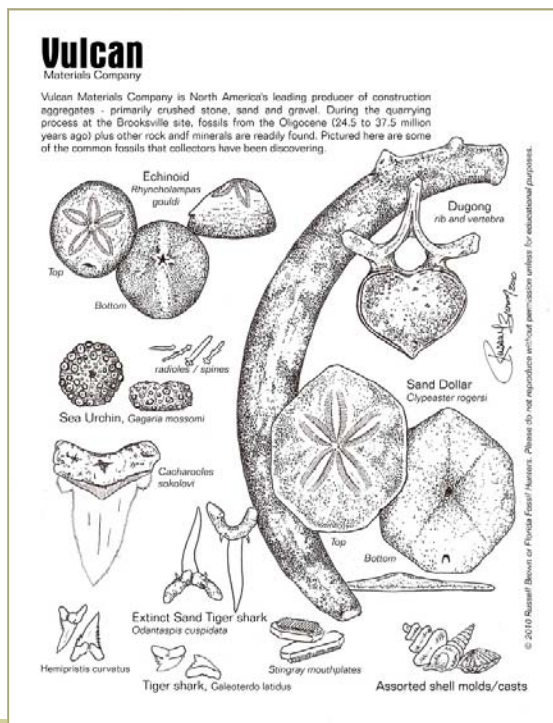 Vulcan
Materials Company
Vulcan Materials Company is North America's leading producer of construction
aggregates - primarily crushed stone, sand and gravel. During the quarrying
process at the Brooksville site, fossils from the Oligocene (24.5 to 37.5 million
years ago) plus other rock andf minerals are readily found. Pictured here are some
of the common fossils that collectors have been discovering.
Echinoid
Rhyncholampas
gouldi
Top
Bottom
Dugong
rib and vertebra
radioles / spines
Sea Urchin, Gagaria mossomi
Sand Dollar
Clypeaster rogersi
Top
Bottom
Cacharocles
sokolovi
Extinct Sand Tiger shark
Odantaspis cuspidata
Hemipristis curvatus
Tiger shark, Galeoterdo latidus
Stingray mouthplates
Assorted shell molds/casts
© 2010 Russell Brown or Florida Fossil Hunters. Please do not reproduce without permission unless for educational purposes.